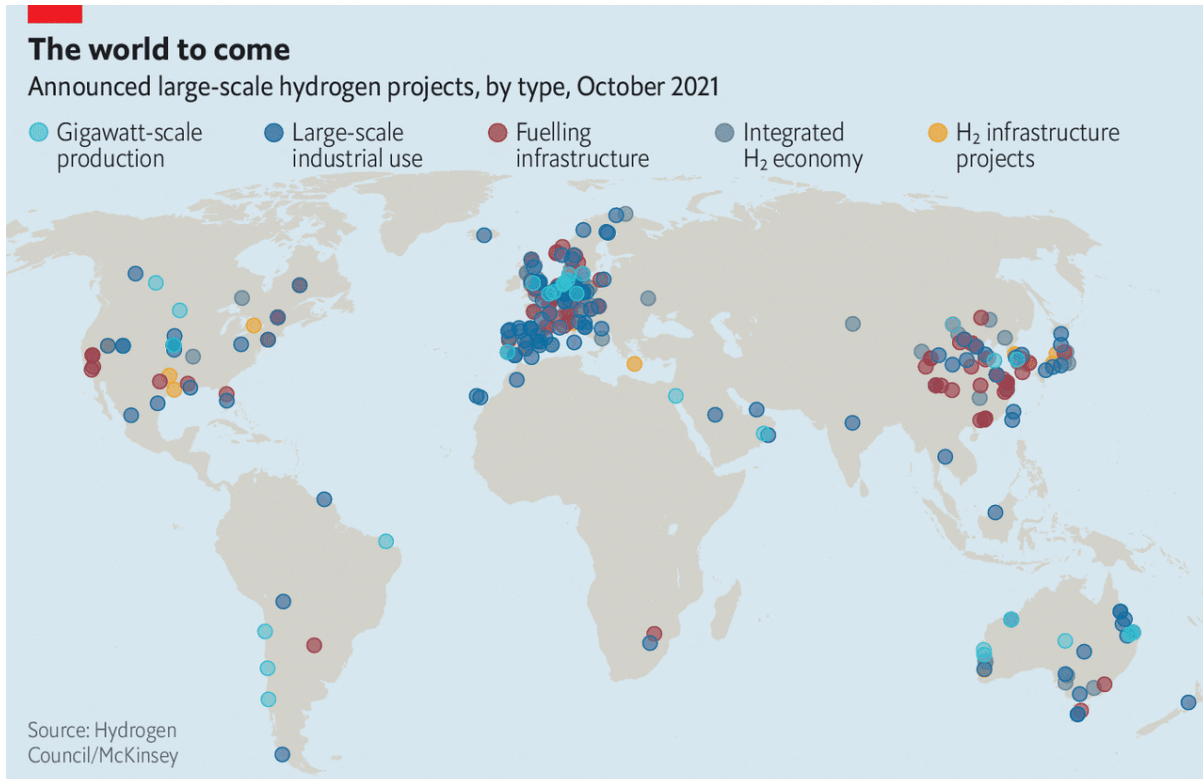 The world to come
Announced large-scale hydrogen projects, by type, October 2021
Gigawatt-scale
production
Large-scale
industrial use
Fuelling
infrastructure
Integrated
H₂ economy
H₂ infrastructure
projects
Source: Hydrogen
Council/McKinsey